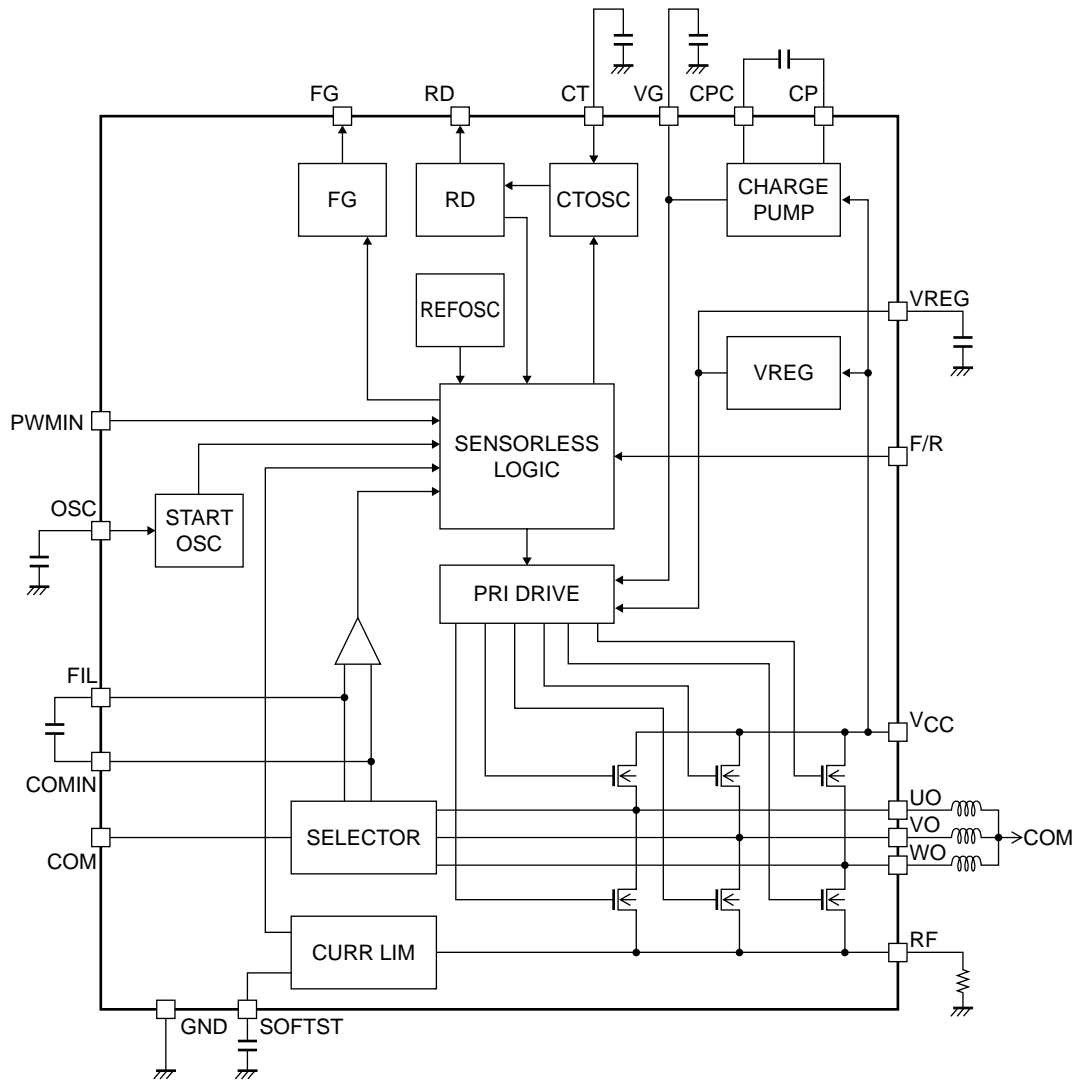 FG
RD
CT
VG
CPC
CP
FG
RD
CTOSC
CHARGE
PUMP
REFOSC
VREG
VREG
PWMIN
SENSORLESS
LOGIC
F/R
OSC
START
OSC
PRI DRIVE
FIL
VCC
COMIN
UO
COM
SELECTOR
VO
COM
WO
CURR LIM
RF
GND
SOFTST